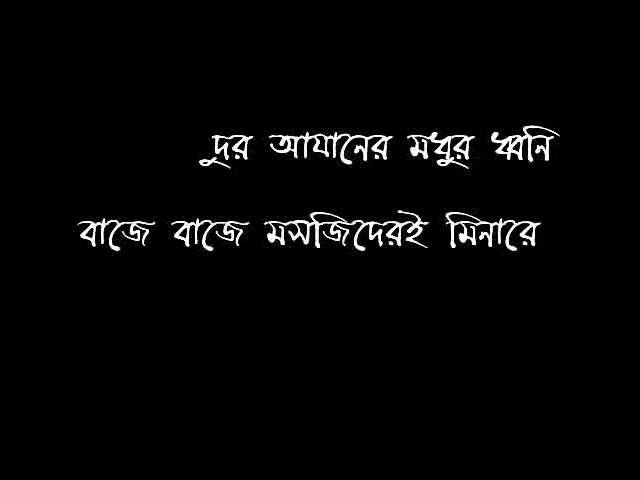 দুর আযানের মধুর ধ্বনি
বাজে বাজে মসজিদেরই মিনারে